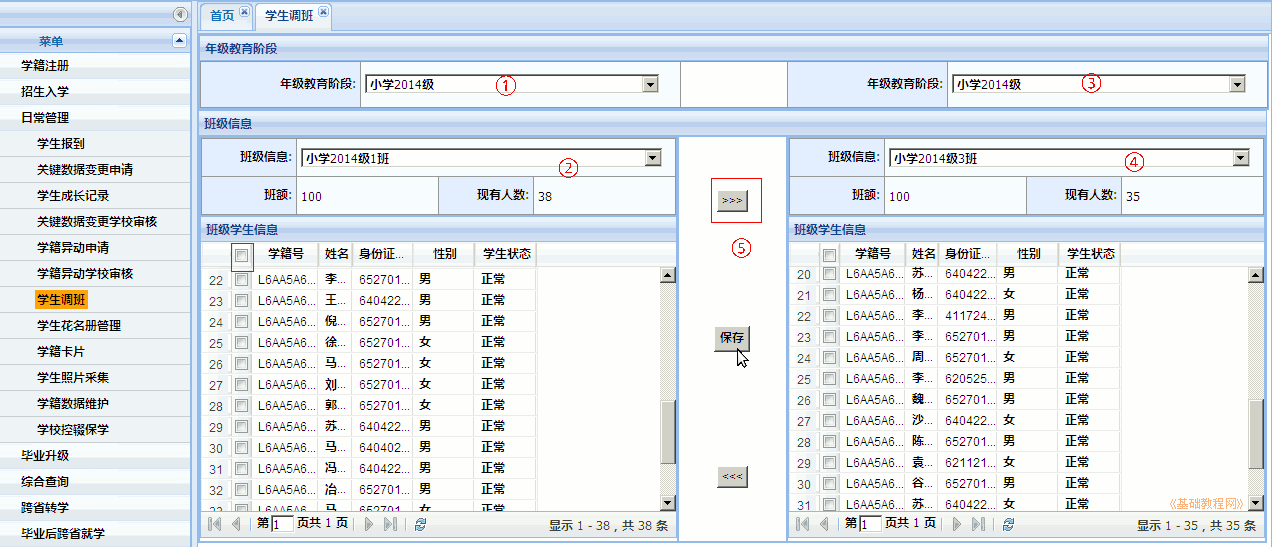 首页
学生调班
菜单
学籍注册
招生入学
日常管理
学生报到
关键数据变更申请
学生成长记录
关键数据变更学校审核
学籍异动申请
学籍异动学校审核
学生调班
学生花名册管理
学籍卡片
学生照片采集
学籍数据维护
学校控辍保学
毕业升级
综合查询
跨省转学
毕业后跨省就学
年级教育阶段
年级教育阶段: 小学2014级 ①
年级教育阶段: 小学2014级 ③
班级信息
班级信息: 小学2014级1班 ②
班额: 100 现有人数: 38
班级学生信息
学籍号 姓名 身份证... 性别 学生状态
22 L6AA5A6... 李... 652701... 男 正常
23 L6AA5A6... 王... 640422... 男 正常
24 L6AA5A6... 倪... 652701... 男 正常
25 L6AA5A6... 徐... 652701... 女 正常
26 L6AA5A6... 马... 652701... 女 正常
27 L6AA5A6... 刘... 652701... 女 正常
28 L6AA5A6... 郭... 652701... 女 正常
29 L6AA5A6... 苏... 640422... 男 正常
30 L6AA5A6... 马... 640402... 男 正常
31 L6AA5A6... 冯... 640422... 男 正常
32 L6AA5A6... 冶... 652701... 男 正常
第 1 页共 1 页 显示 1 - 38，共 38 条
>>>
⑤
保存
<<<
班级信息: 小学2014级3班 ④
班额: 100 现有人数: 35
班级学生信息
学籍号 姓名 身份证... 性别 学生状态
20 L6AA5A6... 苏... 640422... 男 正常
21 L6AA5A6... 杨... 640422... 女 正常
22 L6AA5A6... 李... 411724... 男 正常
23 L6AA5A6... 李... 652701... 男 正常
24 L6AA5A6... 周... 652701... 女 正常
25 L6AA5A6... 李... 620525... 男 正常
26 L6AA5A6... 魏... 652701... 男 正常
27 L6AA5A6... 沙... 640422... 女 正常
28 L6AA5A6... 陈... 652701... 男 正常
29 L6AA5A6... 袁... 621121... 女 正常
30 L6AA5A6... 谷... 652701... 男 正常
31 L6AA5A6... 苏... 640422... 女 正常
第 1 页共 1 页 显示 1 - 35，共 35 条
《基础教程网》